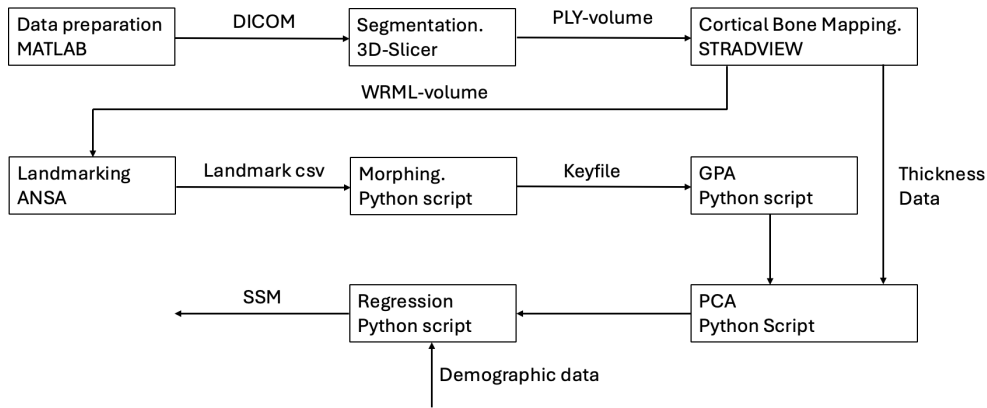 Data preparation
MATLAB
DICOM
Segmentation.
3D-Slicer
PLY-volume
Cortical Bone Mapping.
STRADVIEW
WRML-volume
Landmarking
ANSA
Landmark csv
Morphing.
Python script
Keyfile
GPA
Python script
Thickness
Data
SSM
Regression
Python script
PCA
Python Script
Demographic data